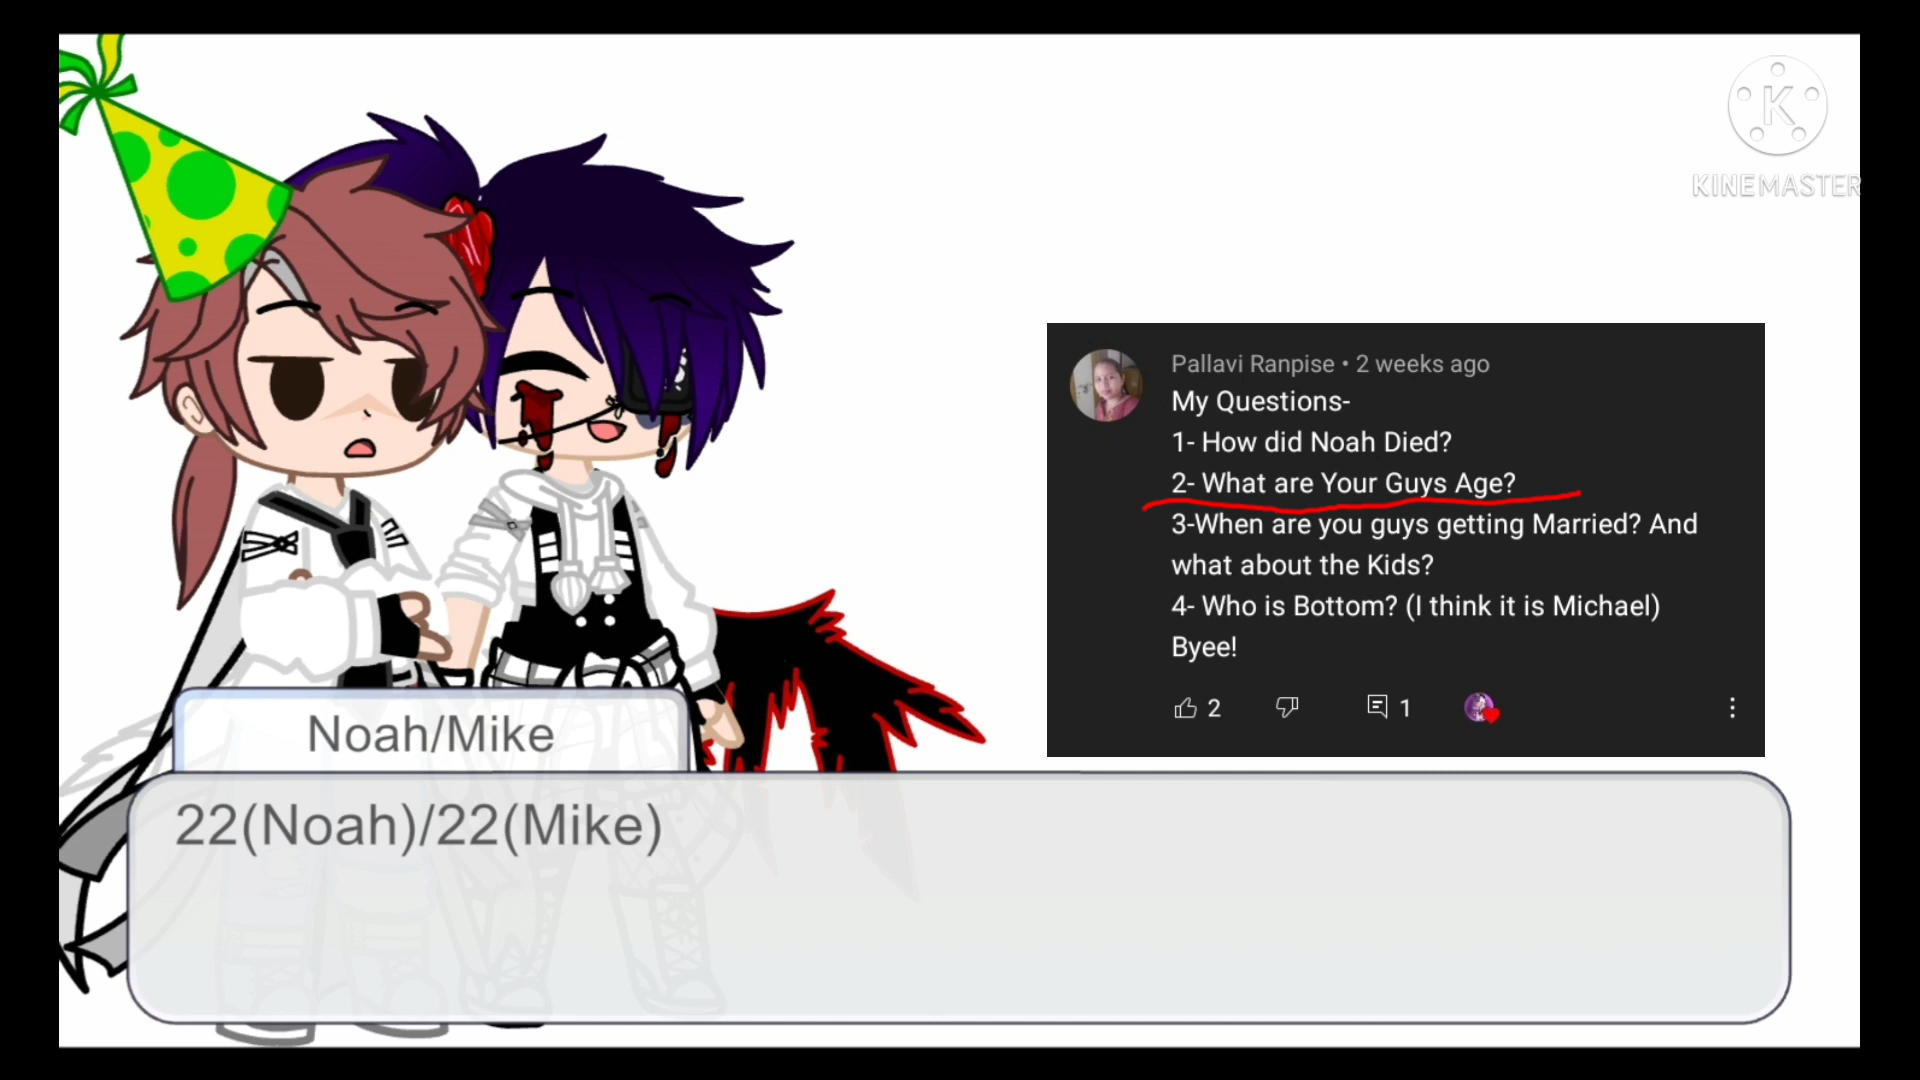 K
KINEMASTER
Pallavi Ranpise • 2 weeks ago
My Questions-
1- How did Noah Died?
2- What are Your Guys Age?
3-When are you guys getting Married? And
what about the Kids?
4- Who is Bottom? (I think it is Michael)
Byee!
2
1
Noah/Mike
22(Noah)/22(Mike)